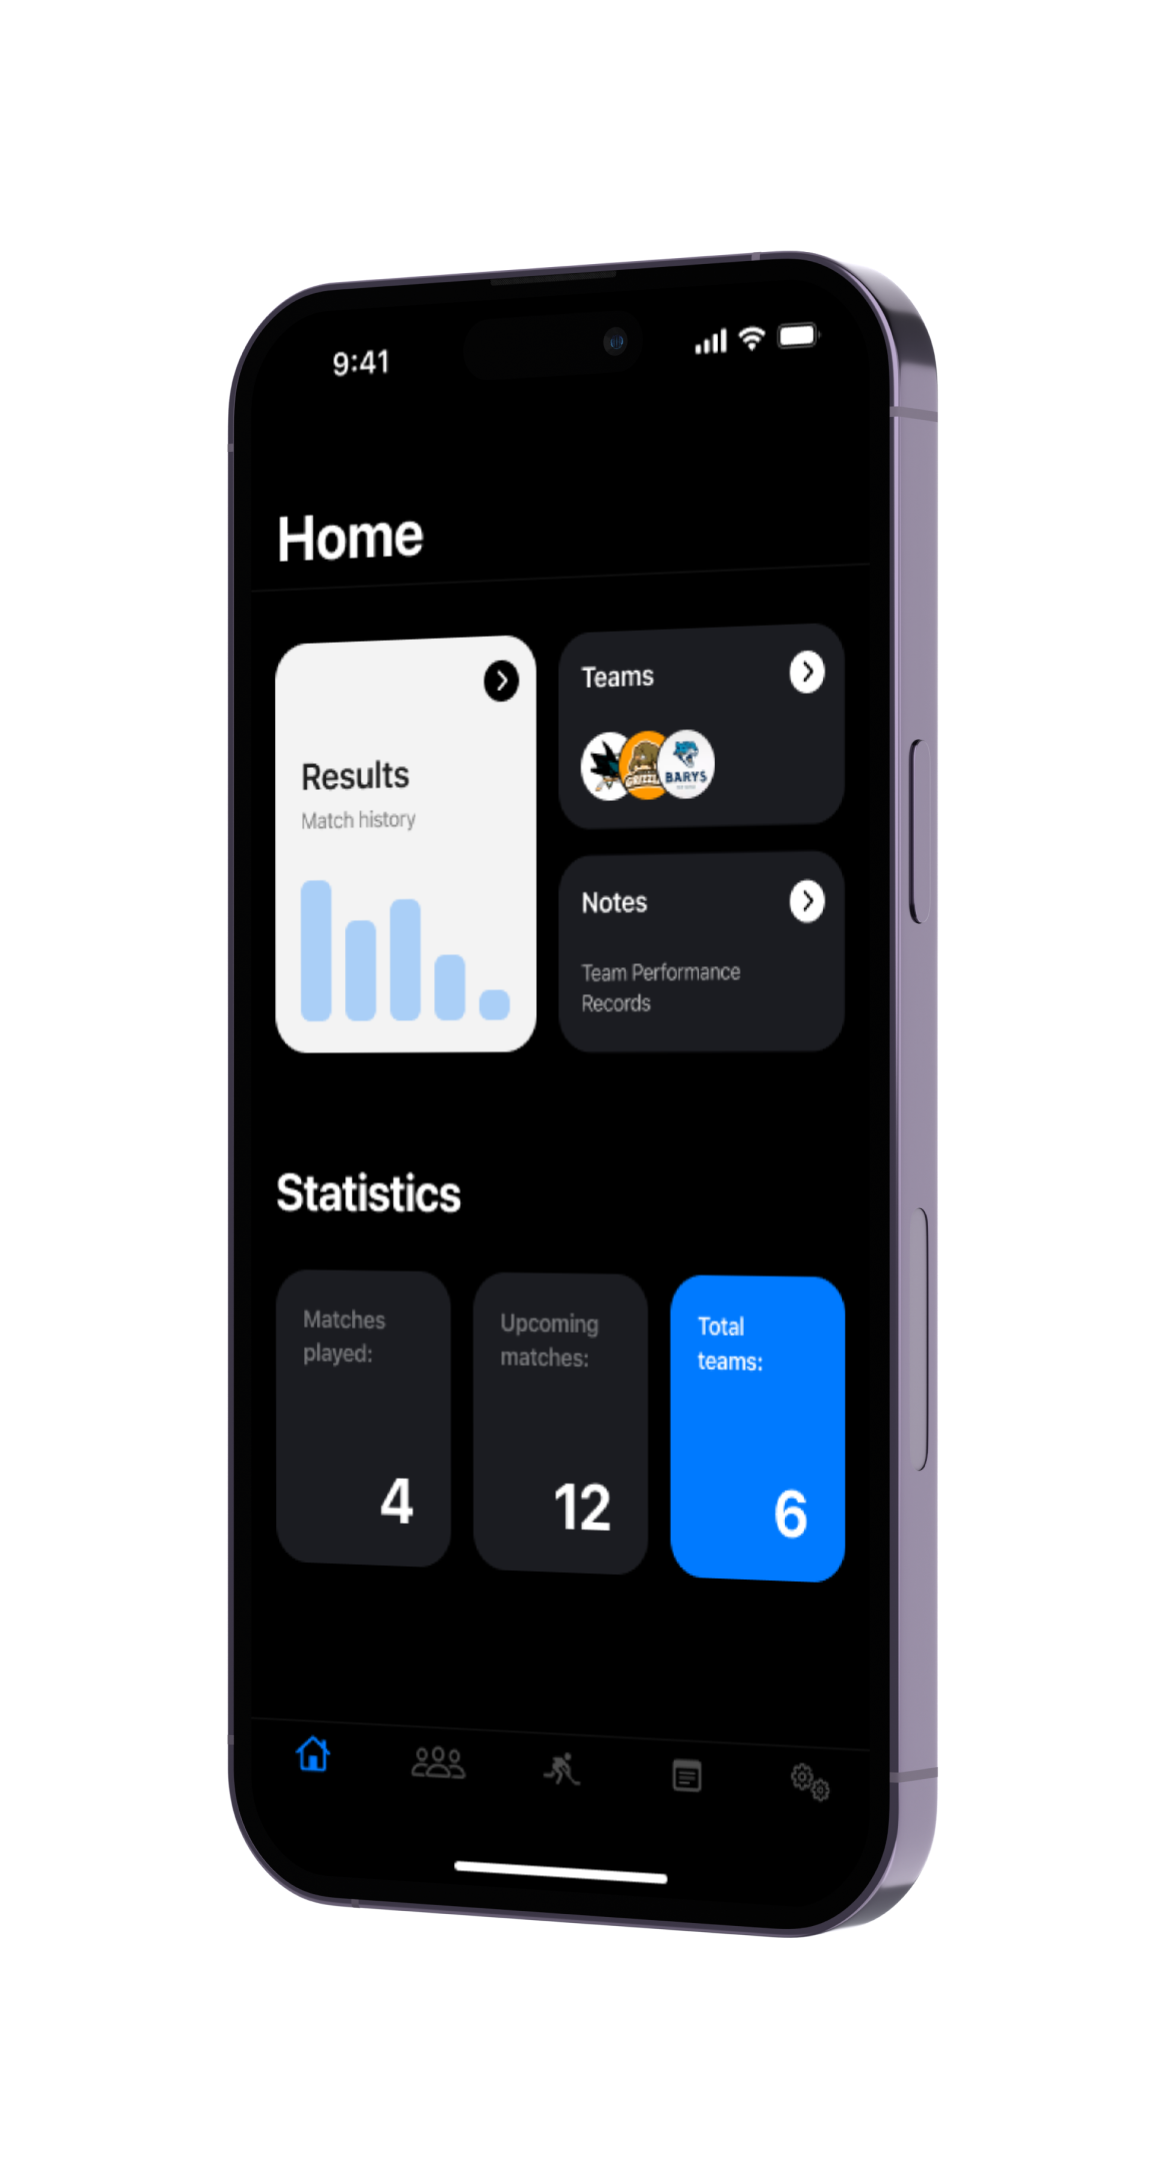 9:41
Home
Results
Match history
Teams
GRIZZL
BARYS
Notes
Team Performance
Records
Statistics
Matches
played:
4
Upcoming
matches:
12
Total
teams:
6